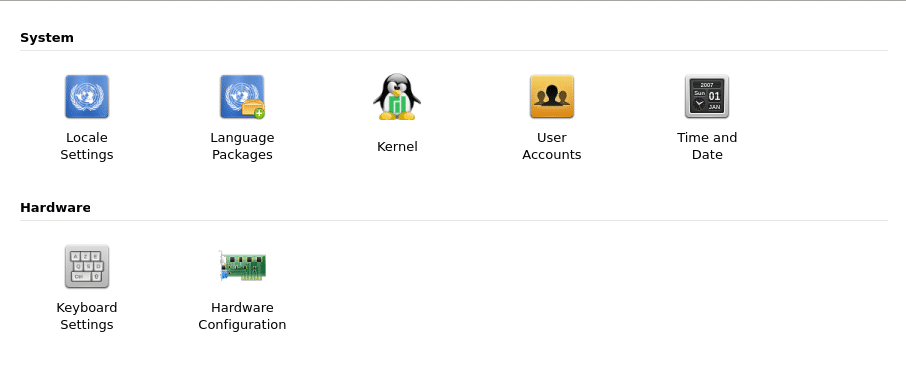 System
Locale
Settings
Language
Packages
Kernel
User
Accounts
2007
Sun
01
JAN
Time and
Date
Hardware
A Z E
Q S D
Ctrl
Keyboard
Settings
Hardware
Configuration